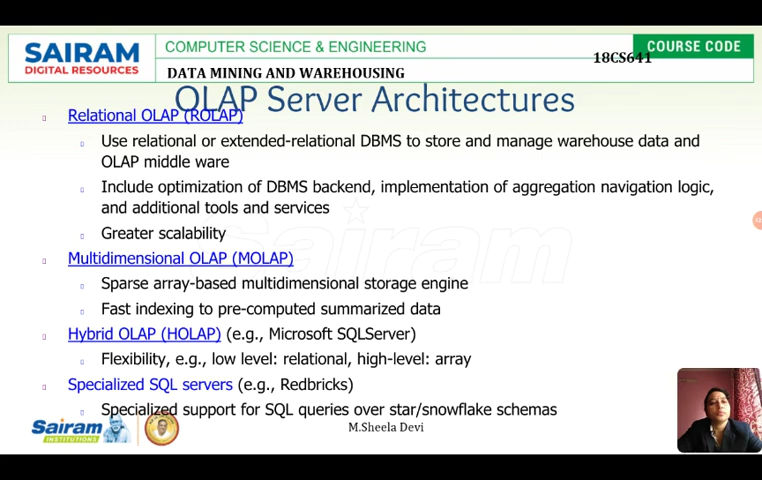 SAIRAM
DIGITAL RESOURCES
COMPUTER SCIENCE & ENGINEERING
18CS641
COURSE CODE
DATA MINING AND WAREHOUSING
OLAP Server Architectures
Relational OLAP (ROLAP)
Use relational or extended-relational DBMS to store and manage warehouse data and
OLAP middle ware
Include optimization of DBMS backend, implementation of aggregation navigation logic,
and additional tools and services
Greater scalability
Sairam
Multidimensional OLAP (MOLAP)
Sparse array-based multidimensional storage engine
Fast indexing to pre-computed summarized data
Hybrid OLAP (HOLAP) (e.g., Microsoft SQLServer)
Flexibility, e.g., low level: relational, high-level: array
Specialized SQL servers (e.g., Redbricks)
Specialized support for SQL queries over star/snowflake schemas
Sairam
INSTITUTIONS
M.Sheela Devi